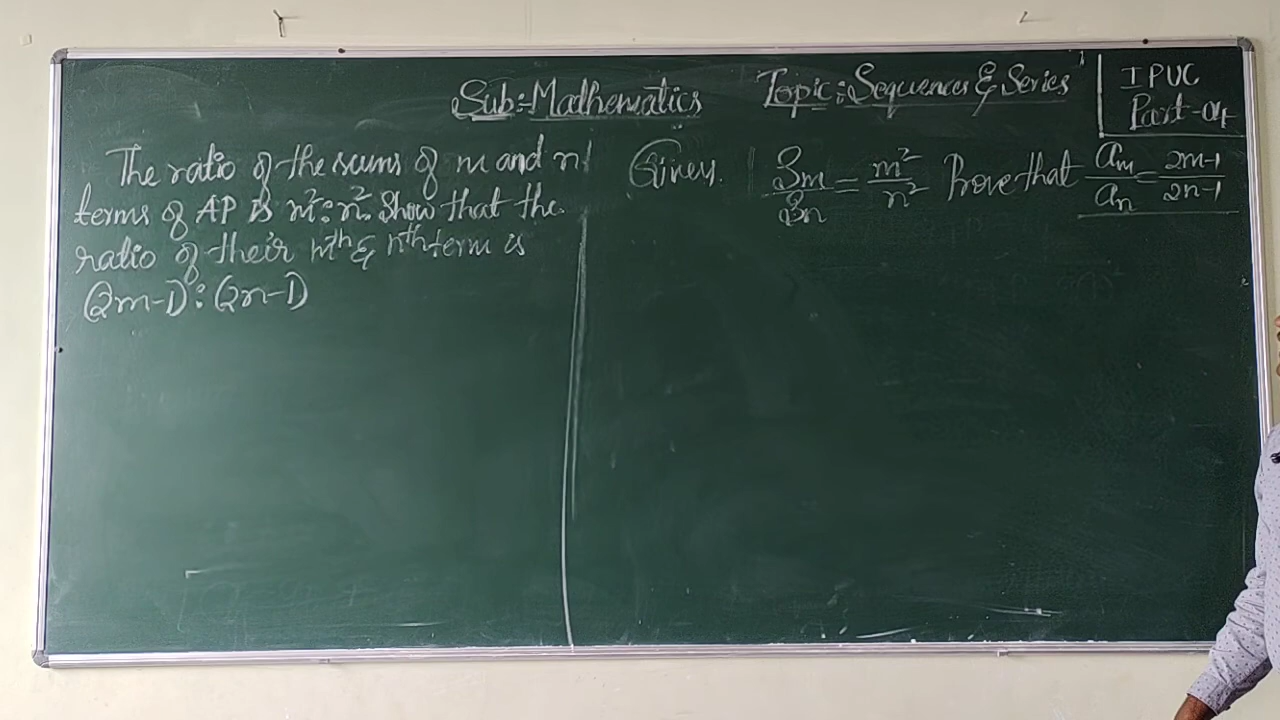 Sub:-Mathematics Topic:Sequences & Series
I PUC
Part-04
The ratio of the sums of m and n
terms of AP is m²:n². Show that the
ratio of their mth & nth term is
(2m-1):(2n-1)
Given. Sm/Sn = m²/n² Prove that am/an = 2m-1/2n-1